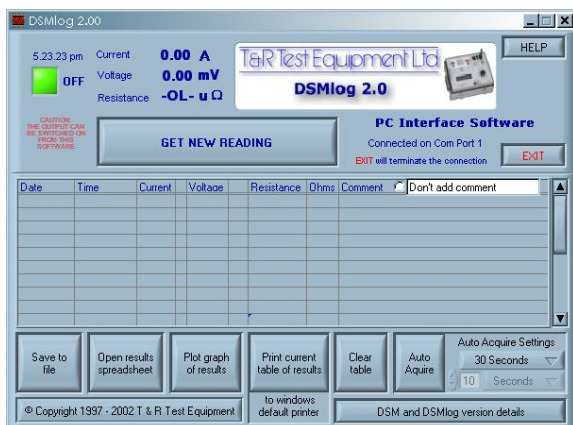 DSMlog 2.00
5.23.23 pm
OFF
Current 0.00 A
Voltage 0.00 mV
Resistance -OL- u Ω
T&R Test Equipment Ltd
DSMlog 2.0
HELP
CAUTION:
THE OUTPUT CAN
BE SWITCHED ON
FROM THIS
SOFTWARE
GET NEW READING
PC Interface Software
Connected on Com Port 1
EXIT will terminate the connection
EXIT
Date Time Current Voltage Resistance Ohms Comment Don't add comment
Save to
file
Open results
spreadsheet
Plot graph
of results
Print current
table of results
to windows
default printer
Clear
table
Auto
Aquire
Auto Acquire Settings
30 Seconds
10 Seconds
© Copyright 1997 - 2002 T & R Test Equipment
DSM and DSMlog version details